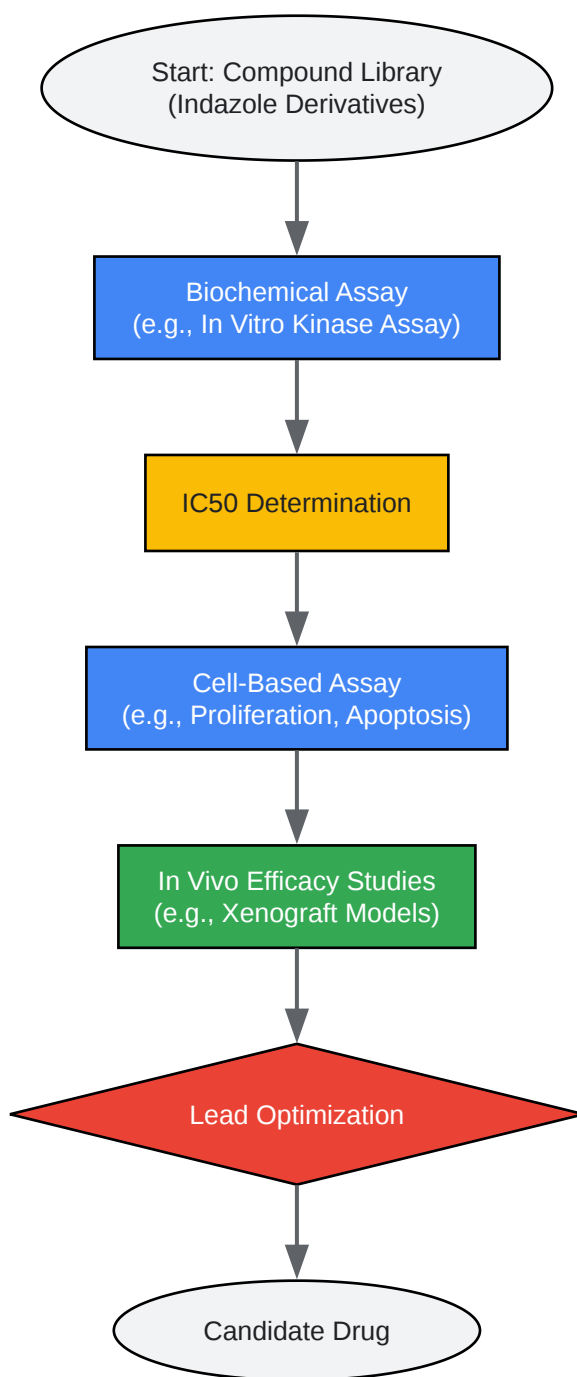 Start: Compound Library
(Indazole Derivatives)
Biochemical Assay
(e.g., In Vitro Kinase Assay)
IC50 Determination
Cell-Based Assay
(e.g., Proliferation, Apoptosis)
In Vivo Efficacy Studies
(e.g., Xenograft Models)
Lead Optimization
Candidate Drug